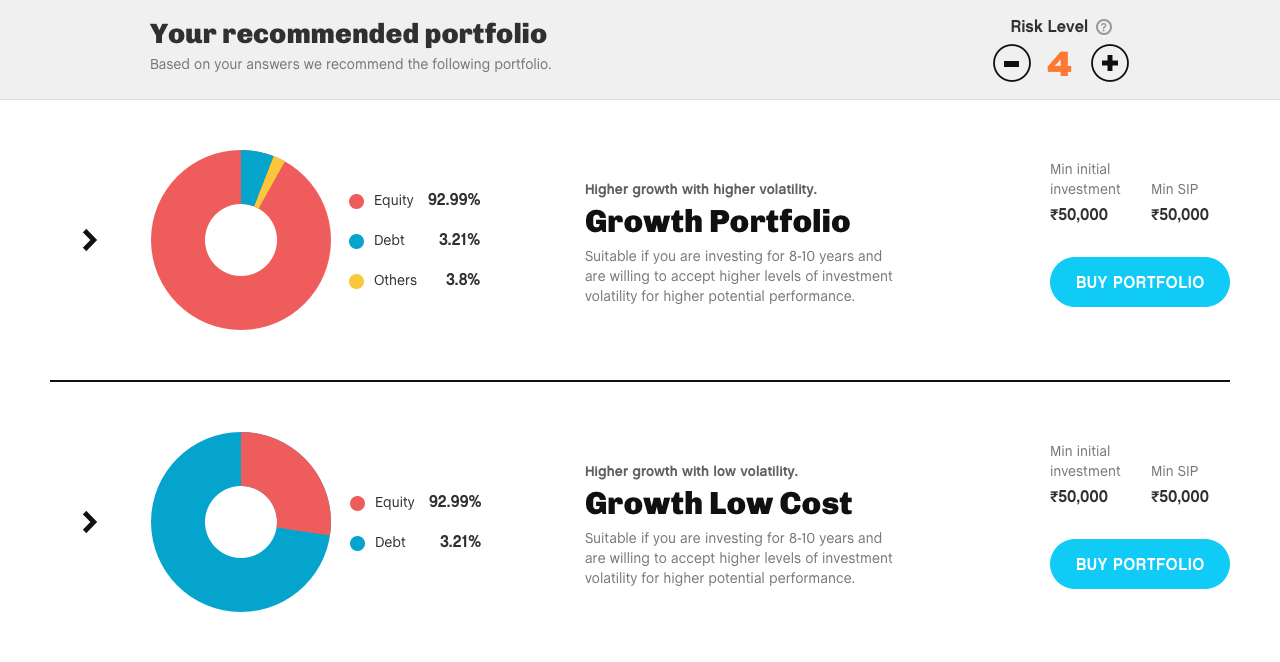 Your recommended portfolio
Based on your answers we recommend the following portfolio.
Risk Level ?
4
Equity 92.99%
Debt 3.21%
Others 3.8%
Higher growth with higher volatility.
Growth Portfolio
Suitable if you are investing for 8-10 years and
are willing to accept higher levels of investment
volatility for higher potential performance.
Min initial
investment
₹50,000
Min SIP
₹50,000
BUY PORTFOLIO
Equity 92.99%
Debt 3.21%
Higher growth with low volatility.
Growth Low Cost
Suitable if you are investing for 8-10 years and
are willing to accept higher levels of investment
volatility for higher potential performance.
Min initial
investment
₹50,000
Min SIP
₹50,000
BUY PORTFOLIO